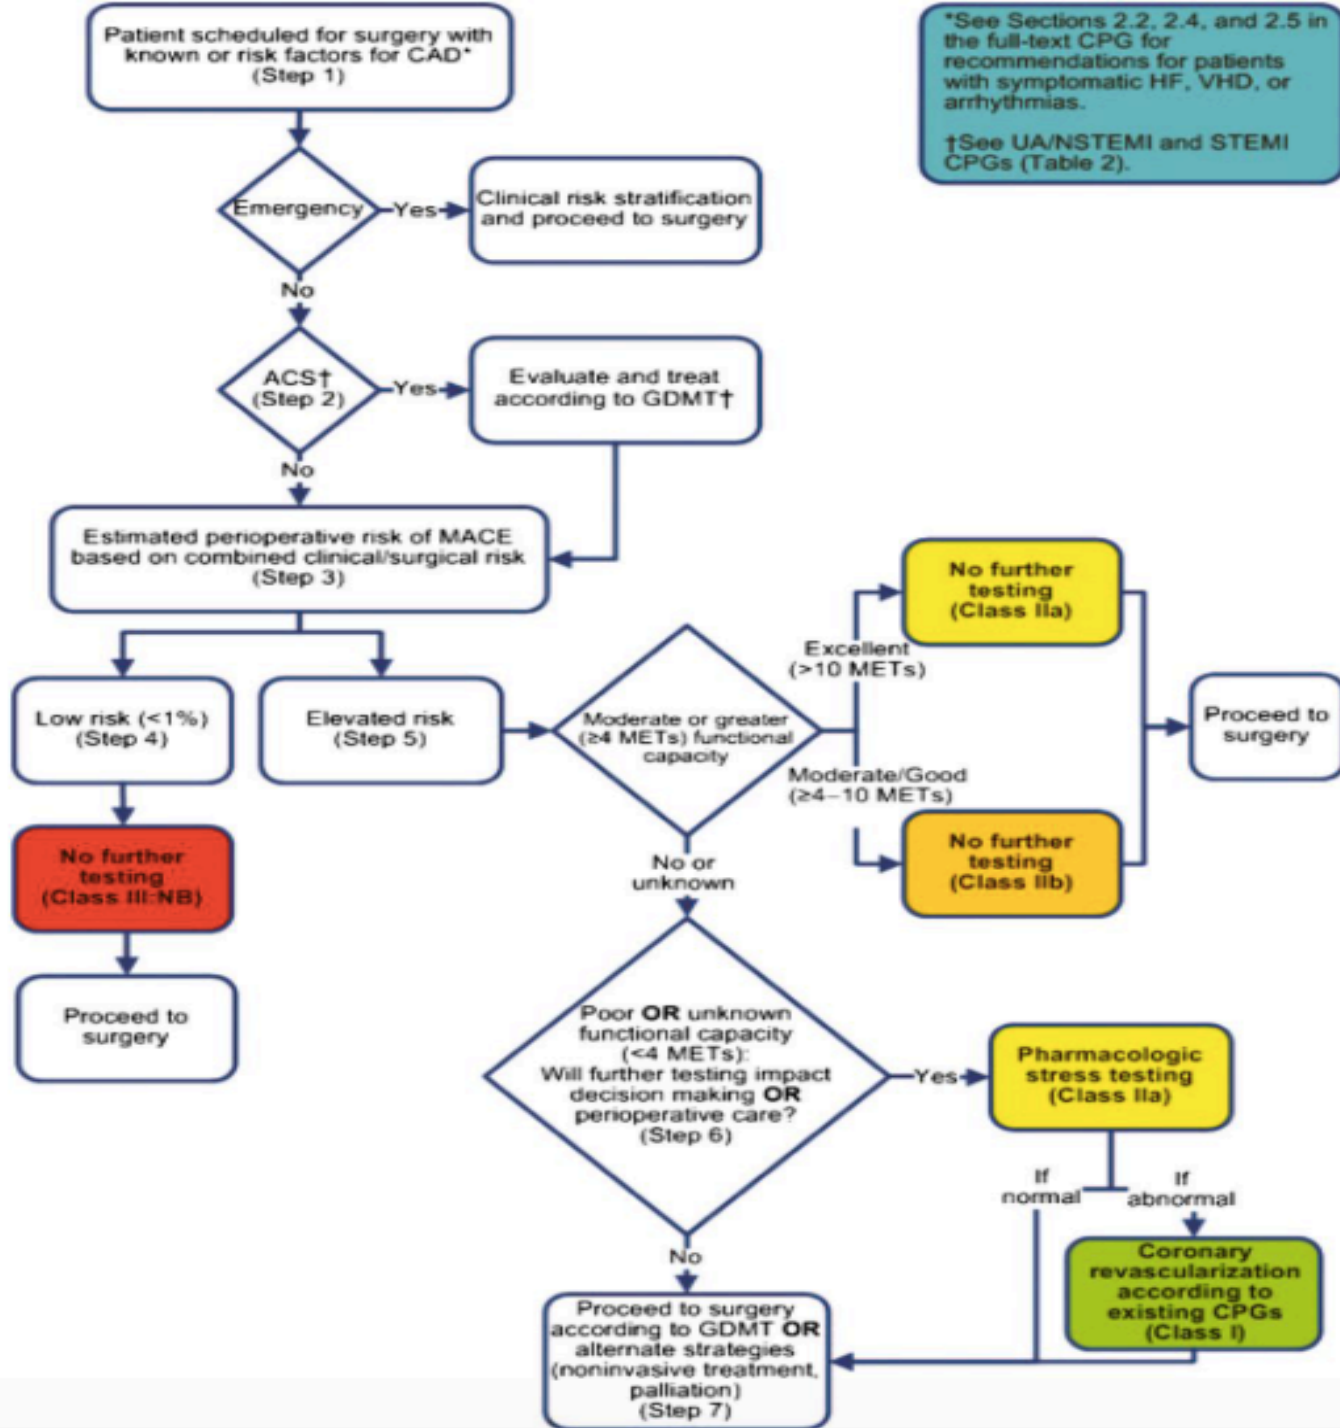 Patient scheduled for surgery with
known or risk factors for CAD*
(Step 1)
*See Sections 2.2, 2.4, and 2.5 in
the full-text CPG for
recommendations for patients
with symptomatic HF, VHD, or
arrhythmias.
†See UA/NSTEMI and STEMI
CPGs (Table 2).
Emergency
Yes
Clinical risk stratification
and proceed to surgery
No
ACS†
(Step 2)
Yes
Evaluate and treat
according to GDMT†
No
Estimated perioperative risk of MACE
based on combined clinical/surgical risk
(Step 3)
Low risk (<1%)
(Step 4)
Elevated risk
(Step 5)
Moderate or greater
(≥4 METs) functional
capacity
Excellent
(>10 METs)
No further
testing
(Class IIa)
Moderate/Good
(≥4–10 METs)
No further
testing
(Class IIb)
Proceed to
surgery
No further
testing
(Class III:NB)
Proceed to
surgery
No or
unknown
Poor OR unknown
functional capacity
(<4 METs):
Will further testing impact
decision making OR
perioperative care?
(Step 6)
Yes
Pharmacologic
stress testing
(Class IIa)
If
normal
If
abnormal
Coronary
revascularization
according to
existing CPGs
(Class I)
No
Proceed to surgery
according to GDMT OR
alternate strategies
(noninvasive treatment,
palliation)
(Step 7)